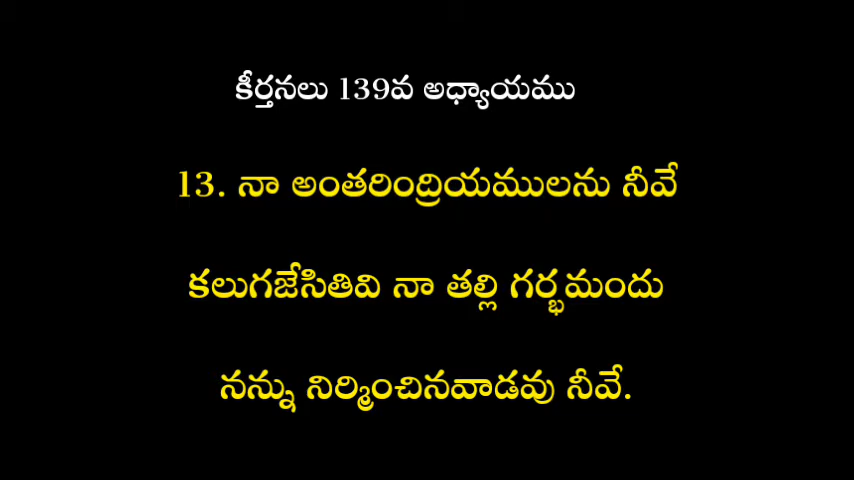 కీర్తనలు 139వ అధ్యాయము
13. నా అంతరింద్రియములను నీవే
కలుగజేసితివి నా తల్లి గర్భమందు
నన్ను నిర్మించినవాడవు నీవే.